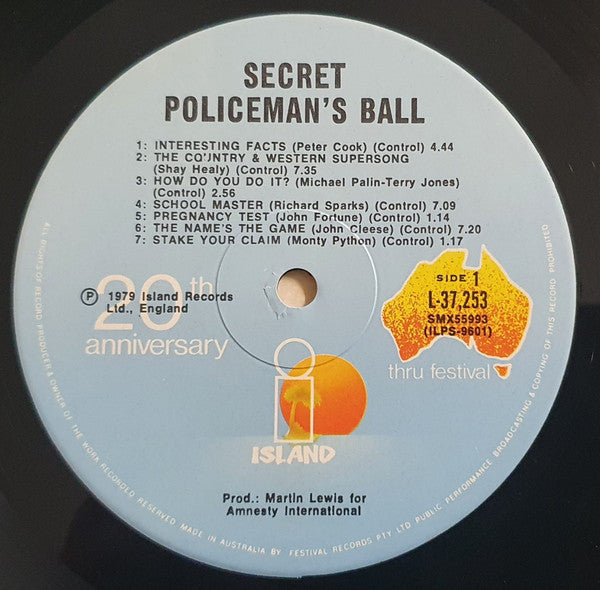 SECRET
POLICEMAN'S BALL
1: INTERESTING FACTS (Peter Cook) (Control) 4.44
2: THE CO'JNTRY & WESTERN SUPERSONG
(Shay Healy) (Control) 7.35
3: HOW DO YOU DO IT? (Michael Palin-Terry Jones)
(Control) 2.56
4: SCHOOL MASTER (Richard Sparks) (Control) 7.09
5: PREGNANCY TEST (John Fortune) (Control) 1.14
6: THE NAME'S THE GAME (John Cleese) (Control) 7.20
7: STAKE YOUR CLAIM (Monty Python) (Control) 1.17
℗ 1979 Island Records
Ltd., England
20th
anniversary
SIDE 1
L-37,253
SMX55993
(ILPS-9601)
thru festival
i
ISLAND
Prod.: Martin Lewis for
Amnesty International
ALL RIGHTS OF RECORD PRODUCER & OWNER OF THE WORK RECORDED RESERVED MADE IN AUSTRALIA BY FESTIVAL RECORDS PTY LTD PUBLIC PERFORMANCE BROADCASTING & COPYING OF THIS RECORD PROHIBITED